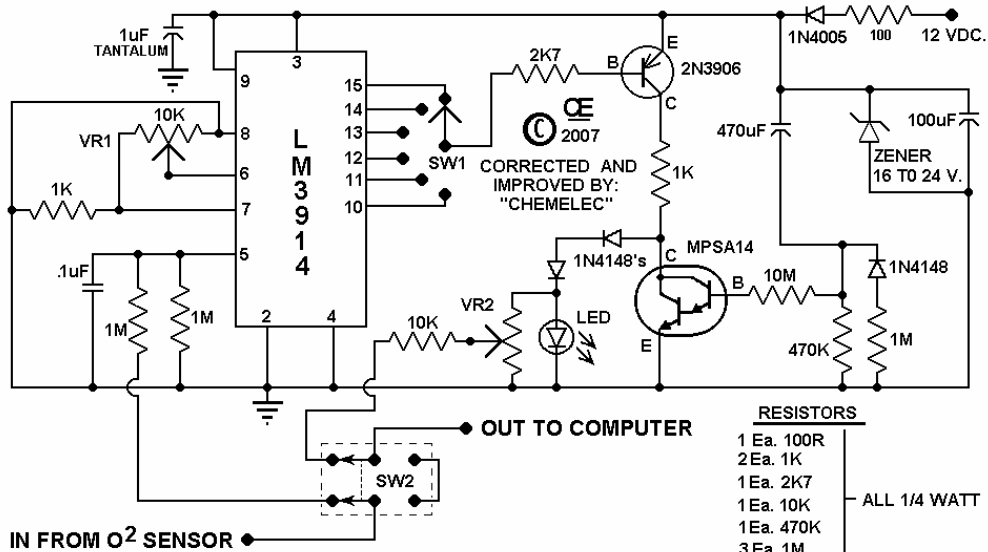 1uF
TANTALUM
1N4005
100
12 VDC.
3
9
E
B
2N3906
C
2K7
15
10K
8
14
VR1
13
12
SW1
L
M
3
9
1
4
© Œ
2007
CORRECTED AND
IMPROVED BY:
"CHEMELEC"
470uF
100uF
ZENER
16 TO 24 V.
6
11
1K
1K
7
10
5
.1uF
1N4148's
C
MPSA14
B
10M
1N4148
E
1M
1M
2
4
10K
VR2
LED
470K
1M
OUT TO COMPUTER
SW2
IN FROM O2 SENSOR
RESISTORS
1 Ea. 100R
2 Ea. 1K
1 Ea. 2K7
1 Ea. 10K
1 Ea. 470K
3 Ea. 1M
ALL 1/4 WATT